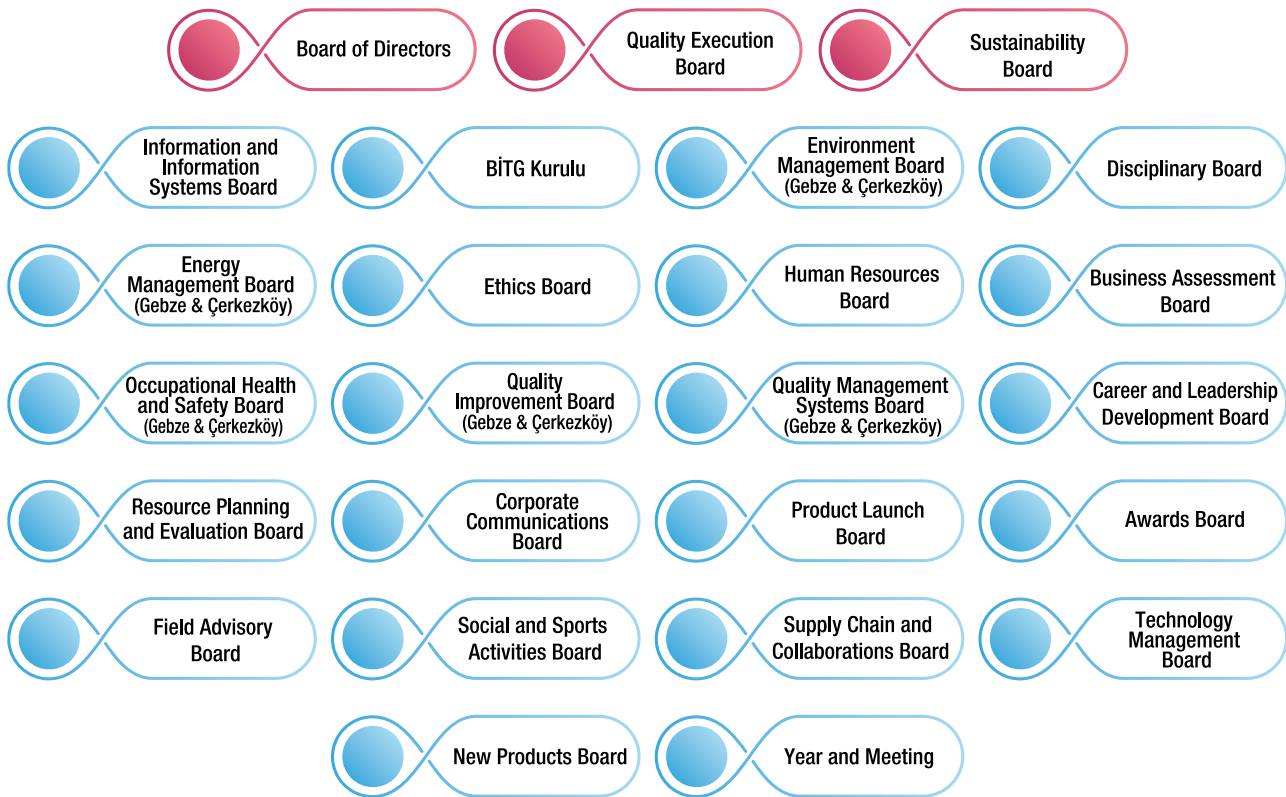 Board of Directors
Quality Execution
Board
Sustainability
Board
Information and
Information
Systems Board
BİTG Kurulu
Environment
Management Board
(Gebze & Çerkezköy)
Disciplinary Board
Energy
Management Board
(Gebze & Çerkezköy)
Ethics Board
Human Resources
Board
Business Assessment
Board
Occupational Health
and Safety Board
(Gebze & Çerkezköy)
Quality
Improvement Board
(Gebze & Çerkezköy)
Quality Management
Systems Board
(Gebze & Çerkezköy)
Career and Leadership
Development Board
Resource Planning
and Evaluation Board
Corporate
Communications
Board
Product Launch
Board
Awards Board
Field Advisory
Board
Social and Sports
Activities Board
Supply Chain and
Collaborations Board
Technology
Management
Board
New Products Board
Year and Meeting